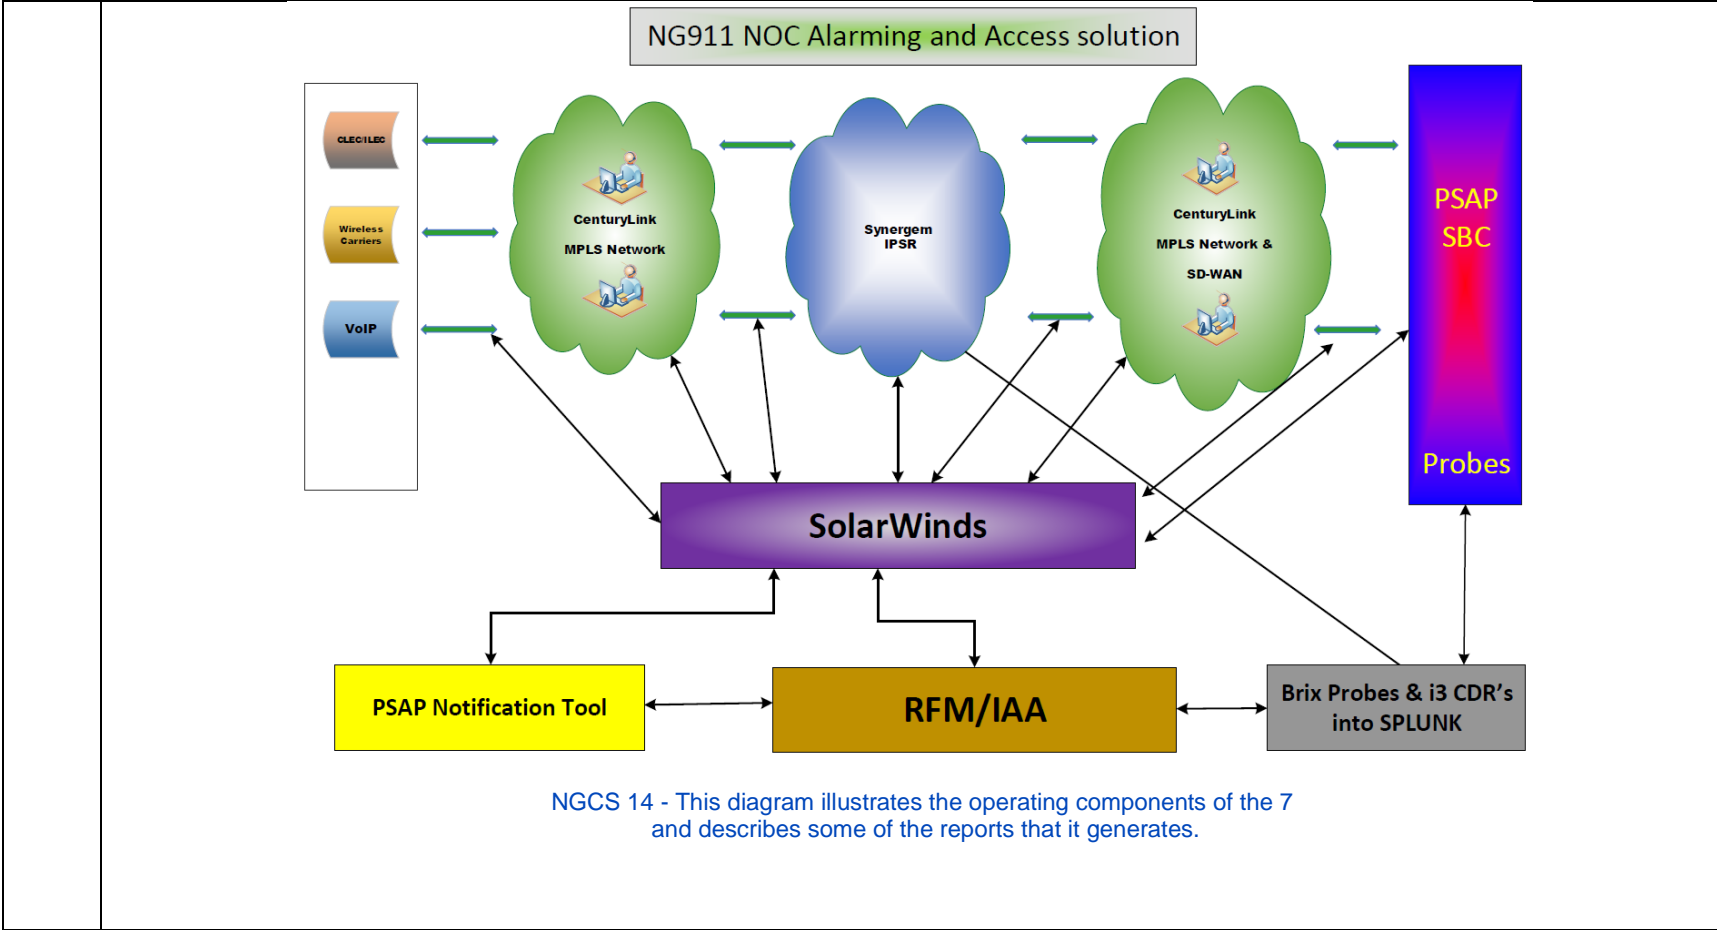 NG911 NOC Alarming and Access solution
CLEC/ILEC
Wireless
Carriers
VoIP
CenturyLink
MPLS Network
Synergem
IPSR
CenturyLink
MPLS Network &
SD-WAN
PSAP
SBC
Probes
SolarWinds
PSAP Notification Tool
RFM/IAA
Brix Probes & i3 CDR’s
into SPLUNK
NGCS 14 - This diagram illustrates the operating components of the 7
and describes some of the reports that it generates.